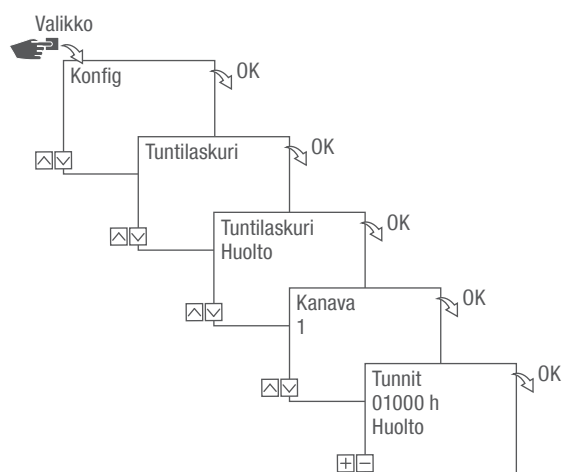 Valikko
Konfig
OK
Tuntilaskuri
OK
Tuntilaskuri
Huolto
OK
Kanava
1
OK
Tunnit
01000 h
Huolto
OK